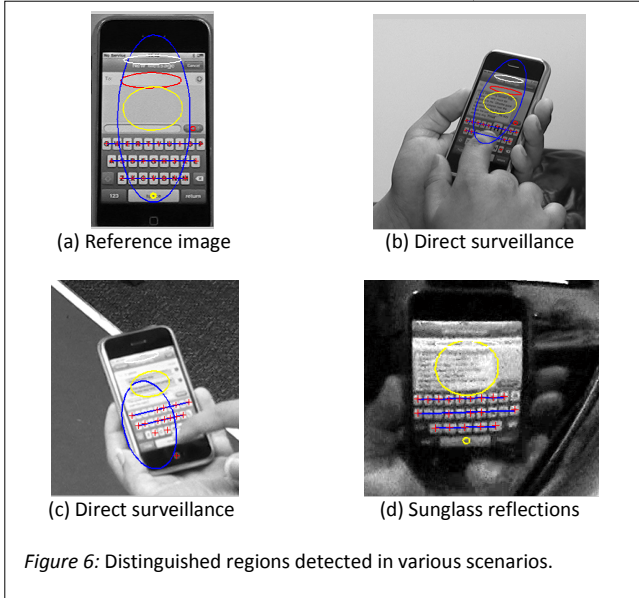 No Service
Cancel
To
123
return
(a) Reference image
(b) Direct surveillance
(c) Direct surveillance
(d) Sunglass reflections
Figure 6: Distinguished regions detected in various scenarios.